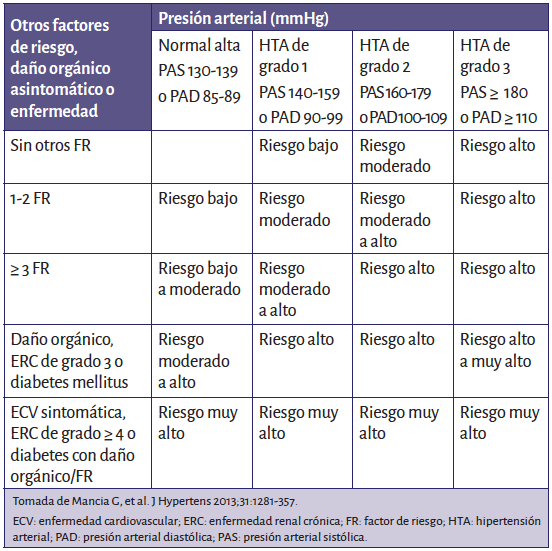 Otros factores
de riesgo,
daño orgánico
asintomático o
enfermedad
Presión arterial (mmHg)
Normal alta
PAS 130-139
o PAD 85-89
HTA de
grado 1
PAS 140-159
o PAD 90-99
HTA de
grado 2
PAS160-179
o PAD100-109
HTA de
grado 3
PAS ≥ 180
o PAD ≥ 110
Sin otros FR
Riesgo bajo
Riesgo
moderado
Riesgo alto
1-2 FR
Riesgo bajo
Riesgo
moderado
Riesgo
moderado
a alto
Riesgo alto
≥ 3 FR
Riesgo bajo
a moderado
Riesgo
moderado
a alto
Riesgo alto
Riesgo alto
Daño orgánico,
ERC de grado 3 o
diabetes mellitus
Riesgo
moderado
a alto
Riesgo alto
Riesgo alto
Riesgo alto
a muy alto
ECV sintomática,
ERC de grado ≥ 4 o
diabetes con daño
orgánico/FR
Riesgo muy
alto
Riesgo muy
alto
Riesgo muy
alto
Riesgo muy
alto
Tomada de Mancia G, et al. J Hypertens 2013;31:1281-357.
ECV: enfermedad cardiovascular; ERC: enfermedad renal crónica; FR: factor de riesgo; HTA: hipertensión
arterial; PAD: presión arterial diastólica; PAS: presión arterial sistólica.